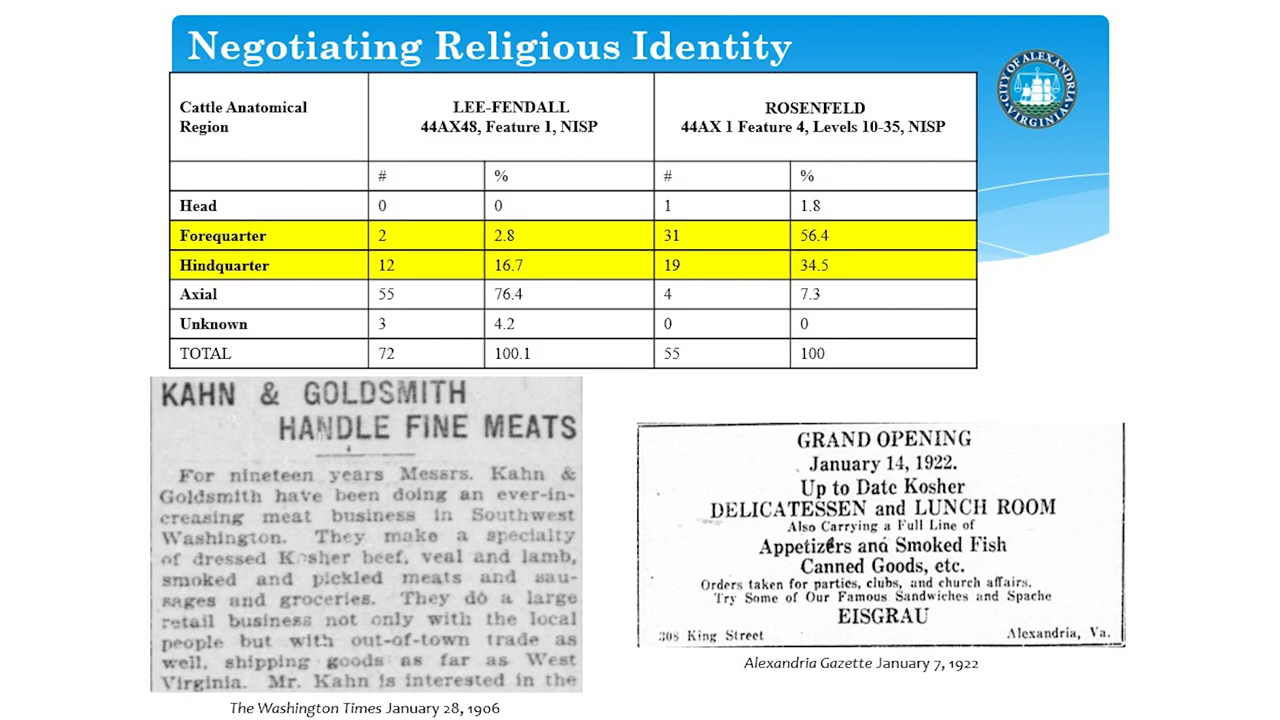 Negotiating Religious Identity
CITY OF ALEXANDRIA
VIRGINIA
Cattle Anatomical Region | LEE-FENDALL 44AX48, Feature 1, NISP | ROSENFELD 44AX 1 Feature 4, Levels 10-35, NISP
# | % | # | %
Head | 0 | 0 | 1 | 1.8
Forequarter | 2 | 2.8 | 31 | 56.4
Hindquarter | 12 | 16.7 | 19 | 34.5
Axial | 55 | 76.4 | 4 | 7.3
Unknown | 3 | 4.2 | 0 | 0
TOTAL | 72 | 100.1 | 55 | 100
KAHN & GOLDSMITH
HANDLE FINE MEATS
For nineteen years Messrs. Kahn &
Goldsmith have been doing an ever-in-
creasing meat business in Southwest
Washington. They make a specialty
of dressed Kosher beef, veal and lamb,
smoked and pickled meats and sau-
sages and groceries. They do a large
retail business not only with the local
people but with out-of-town trade as
well, shipping goods as far as West
Virginia. Mr. Kahn is interested in the
The Washington Times January 28, 1906
GRAND OPENING
January 14, 1922.
Up to Date Kosher
DELICATESSEN and LUNCH ROOM
Also Carrying a Full Line of
Appetizers and Smoked Fish
Canned Goods, etc.
Orders taken for parties, clubs, and church affairs.
Try Some of Our Famous Sandwiches and Spache
EISGRAU
308 King Street Alexandria, Va.
Alexandria Gazette January 7, 1922